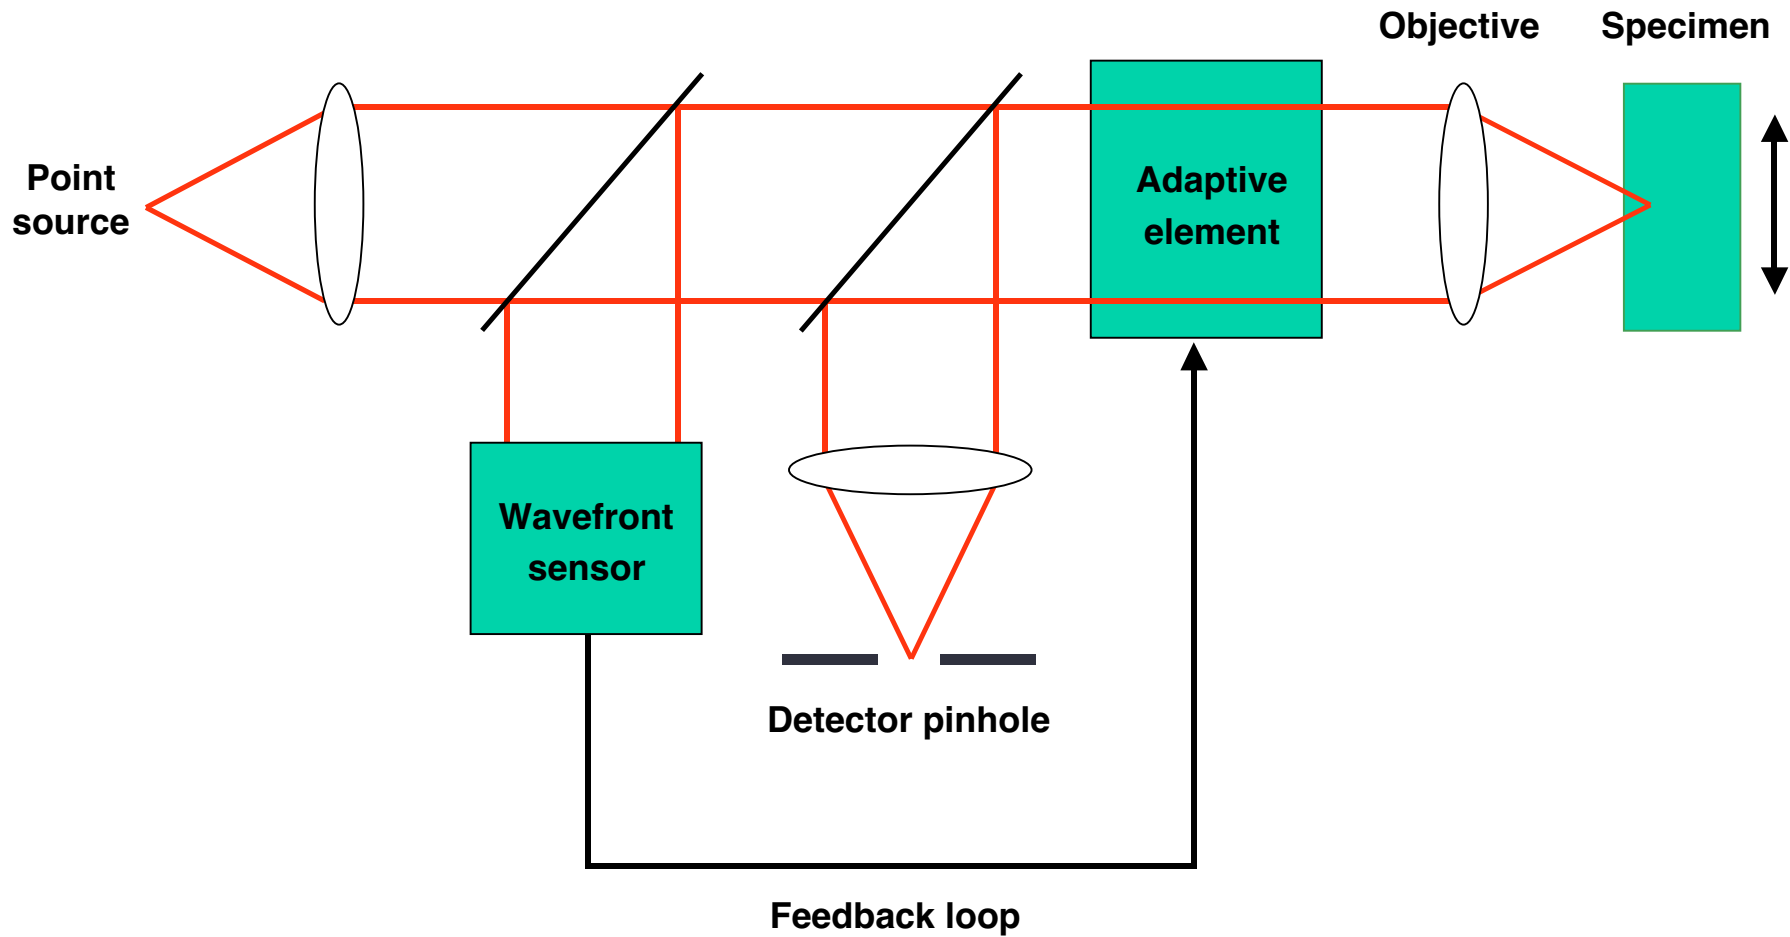 Objective
Specimen
Point
source
Adaptive
element
Wavefront
sensor
Detector pinhole
Feedback loop